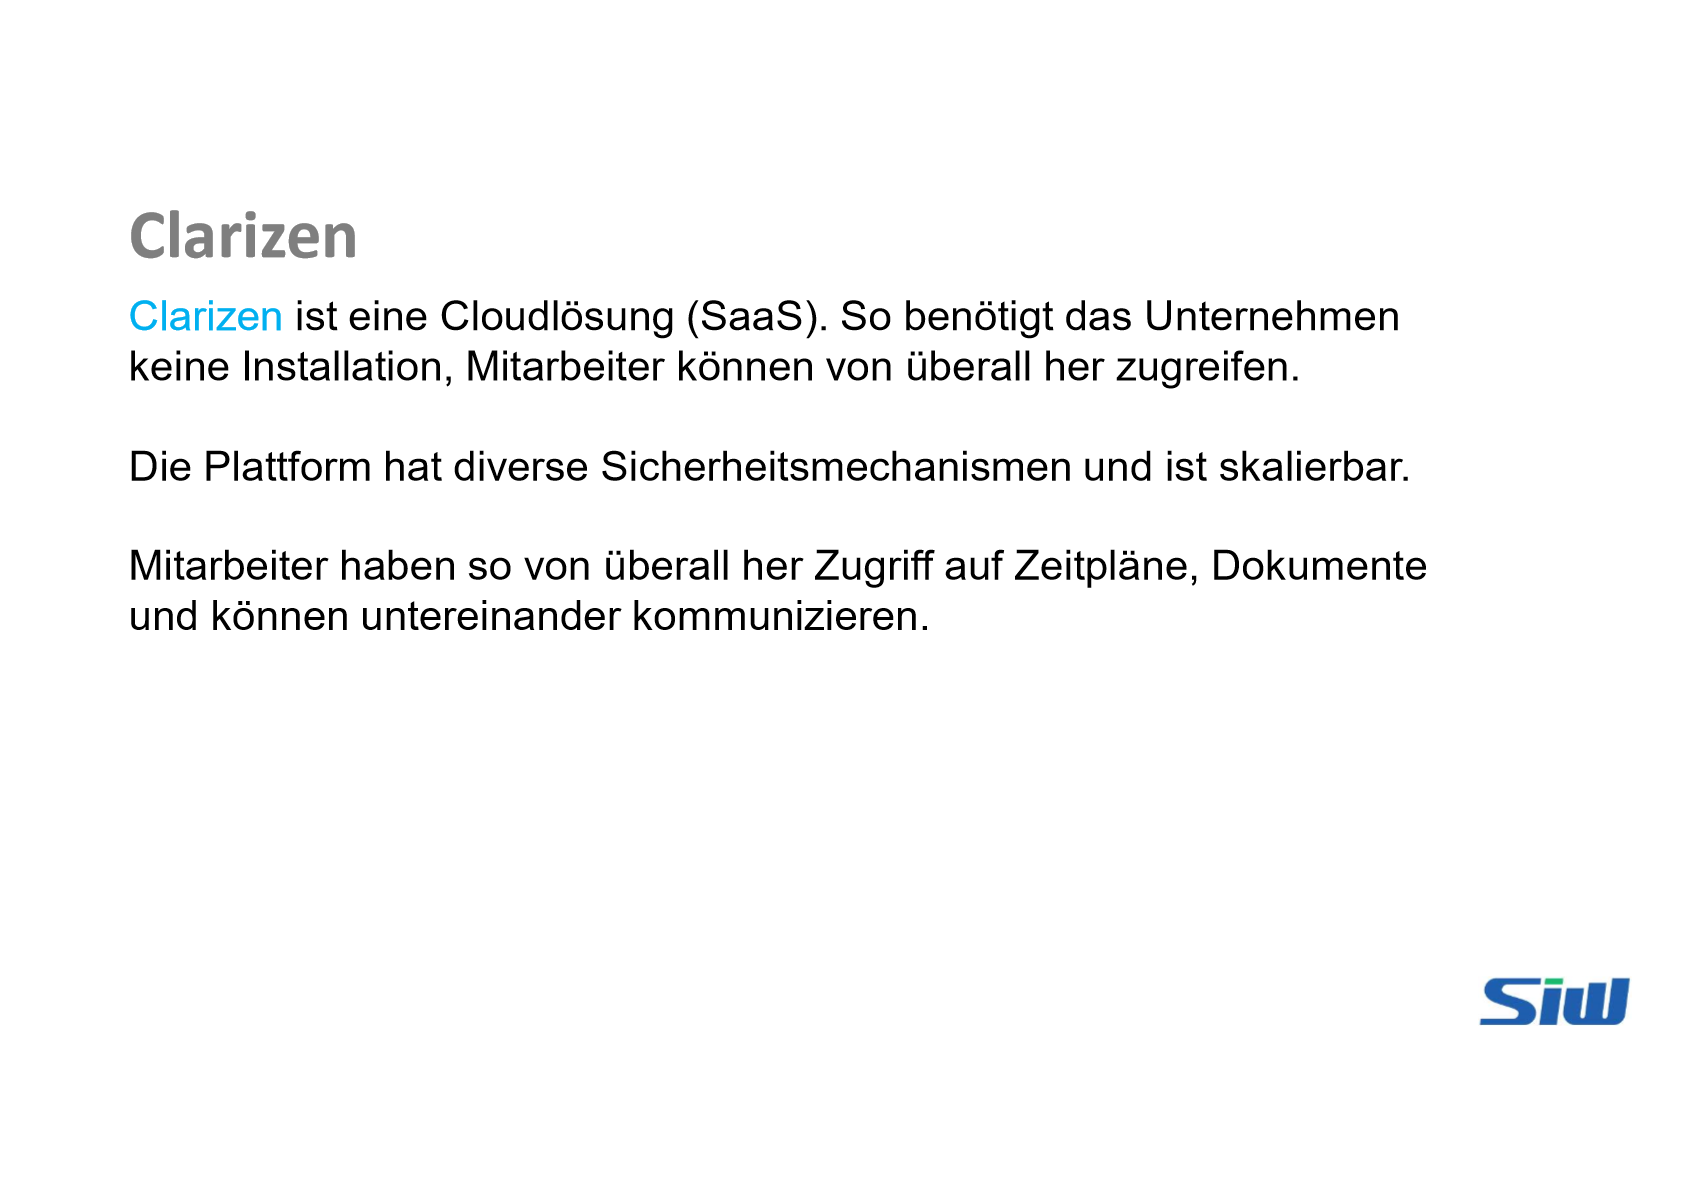 Clarizen
Clarizen ist eine Cloudlösung (SaaS). So benötigt das Unternehmen
keine Installation, Mitarbeiter können von überall her zugreifen.
Die Plattform hat diverse Sicherheitsmechanismen und ist skalierbar.
Mitarbeiter haben so von überall her Zugriff auf Zeitpläne, Dokumente
und können untereinander kommunizieren.
Siw